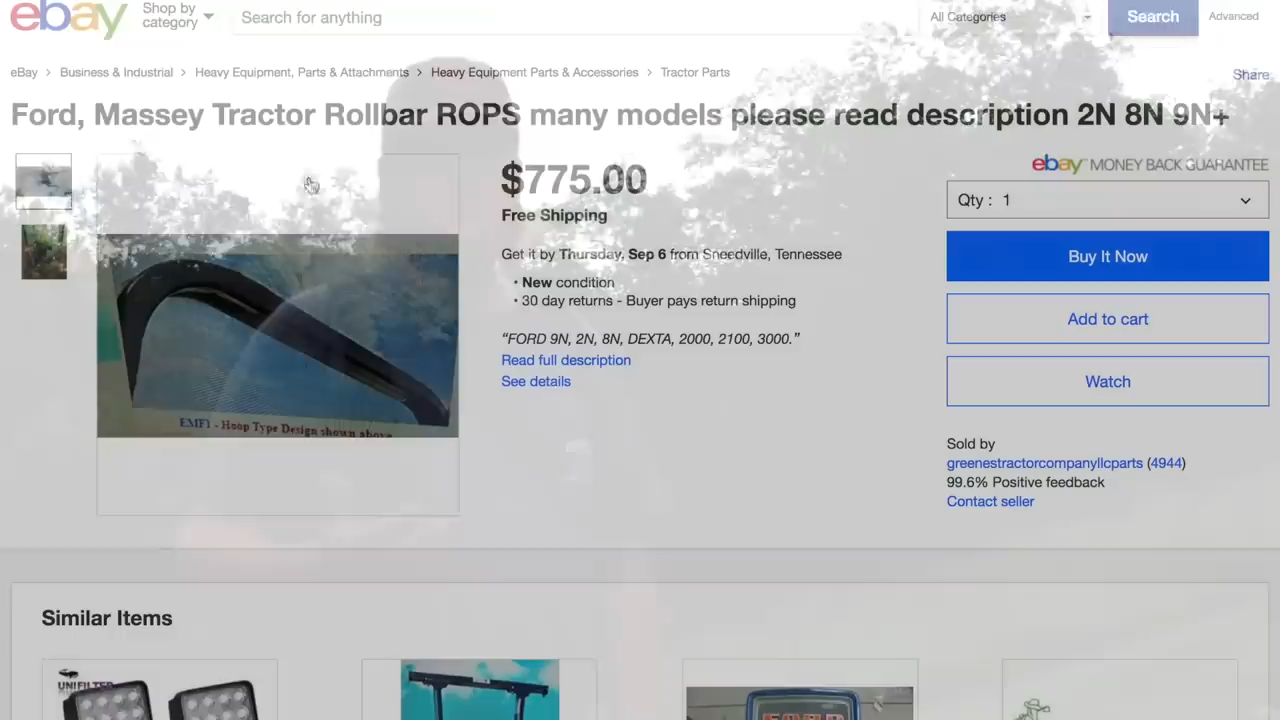 ebay
Shop by
category
Search for anything
All Categories
Search
Advanced
eBay > Business & Industrial > Heavy Equipment, Parts & Attachments > Heavy Equipment Parts & Accessories > Tractor Parts
Share
Ford, Massey Tractor Rollbar ROPS many models please read description 2N 8N 9N+
$775.00
Free Shipping
Get it by Thursday, Sep 6 from Sneedville, Tennessee
• New condition
• 30 day returns - Buyer pays return shipping
“FORD 9N, 2N, 8N, DEXTA, 2000, 2100, 3000.”
Read full description
See details
EMF1 - Hoop Type Design shown above
ebay MONEY BACK GUARANTEE
Qty : 1
Buy It Now
Add to cart
Watch
Sold by
greenestractorcompanyllcparts (4944)
99.6% Positive feedback
Contact seller
Similar Items
UNIFILTER
FORD